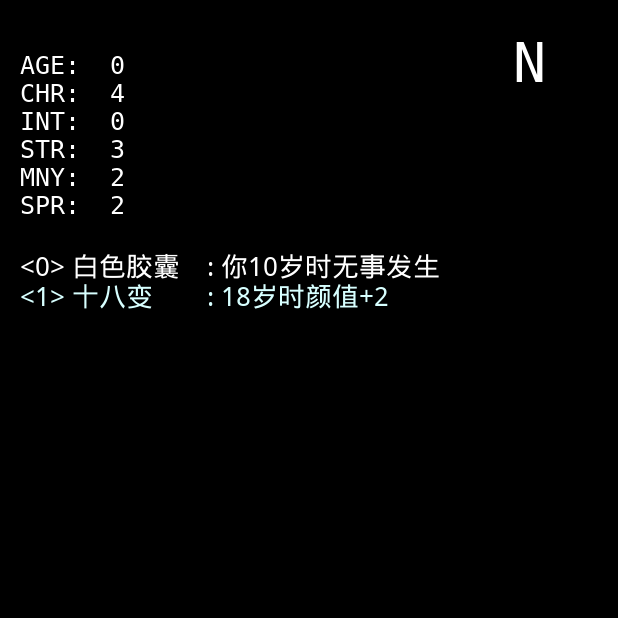 N
AGE: 0
CHR: 4
INT: 0
STR: 3
MNY: 2
SPR: 2
<0> 白色胶囊 : 你10岁时无事发生
<1> 十八变 : 18岁时颜值+2